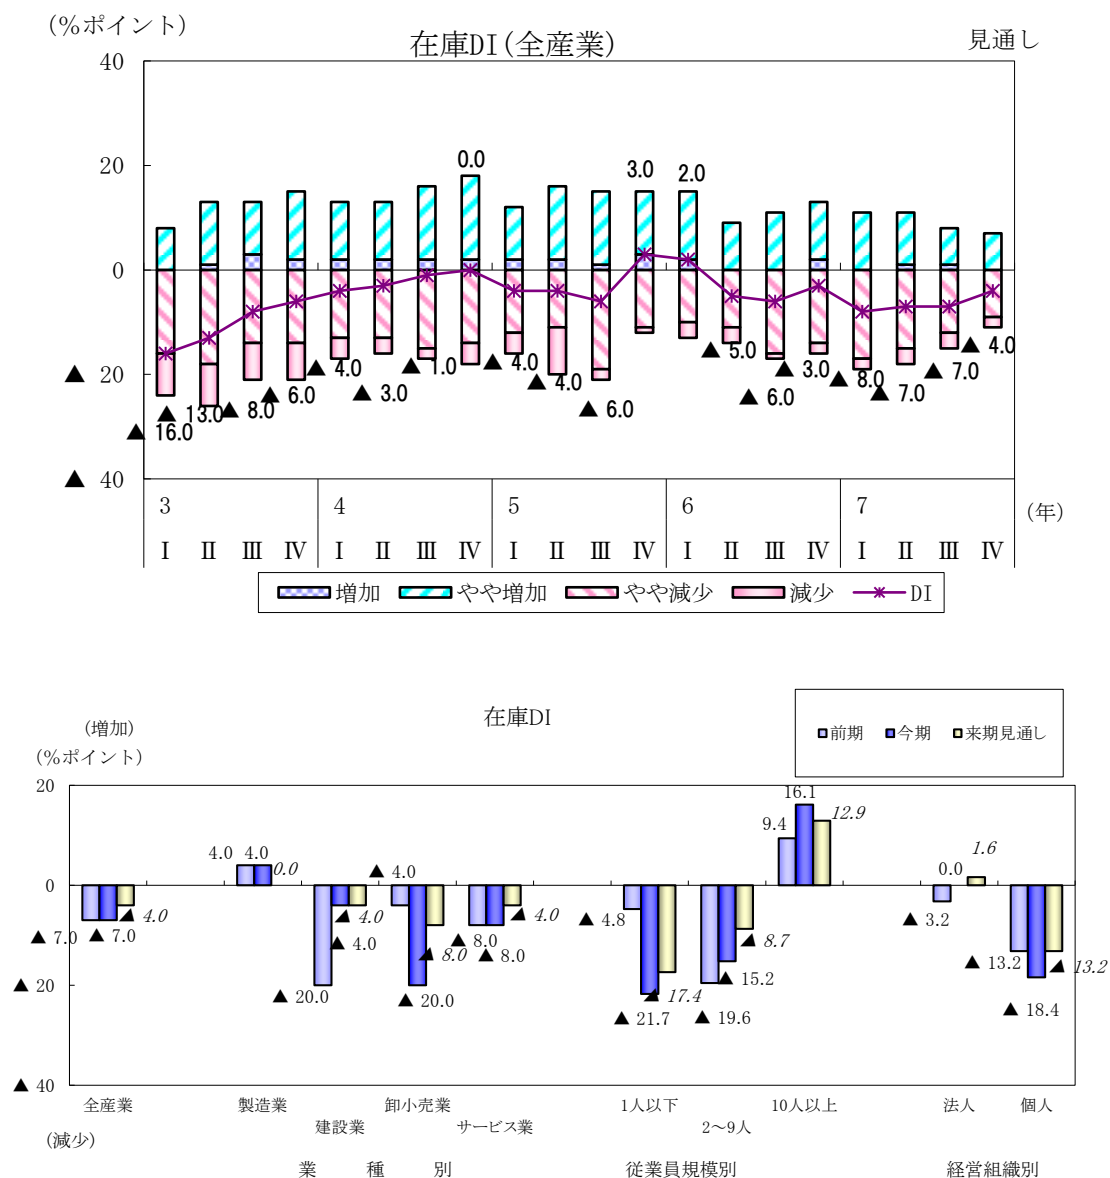 (％ポイント)
在庫DI(全産業)
見通し
40
20
0
▲ 20
▲ 40
0.0
3.0
2.0
▲ 16.0
▲ 13.0
▲ 8.0
▲ 6.0
▲ 4.0
▲ 3.0
▲ 1.0
▲ 4.0
▲ 4.0
▲ 6.0
▲ 5.0
▲ 6.0
▲ 3.0
▲ 8.0
▲ 7.0
▲ 7.0
▲ 4.0
3 4 5 6 7 (年)
Ⅰ Ⅱ Ⅲ Ⅳ Ⅰ Ⅱ Ⅲ Ⅳ Ⅰ Ⅱ Ⅲ Ⅳ Ⅰ Ⅱ Ⅲ Ⅳ Ⅰ Ⅱ Ⅲ Ⅳ
増加 やや増加 やや減少 減少 DI
在庫DI
(増加)
(％ポイント)
前期 今期 来期見通し
20
0
▲ 20
▲ 40
▲ 7.0 ▲ 7.0 ▲ 4.0
4.0 4.0 0.0
▲ 20.0 ▲ 4.0 ▲ 4.0
▲ 4.0 ▲ 20.0 ▲ 8.0
▲ 8.0 ▲ 8.0 ▲ 4.0
▲ 4.8 ▲ 21.7 ▲ 17.4
▲ 19.6 ▲ 15.2 ▲ 8.7
9.4 16.1 12.9
▲ 3.2 0.0 1.6
▲ 13.2 ▲ 18.4 ▲ 13.2
全産業 製造業 卸小売業 1人以下 10人以上 法人 個人
建設業 サービス業 2～9人
(減少)
業 種 別 従業員規模別 経営組織別